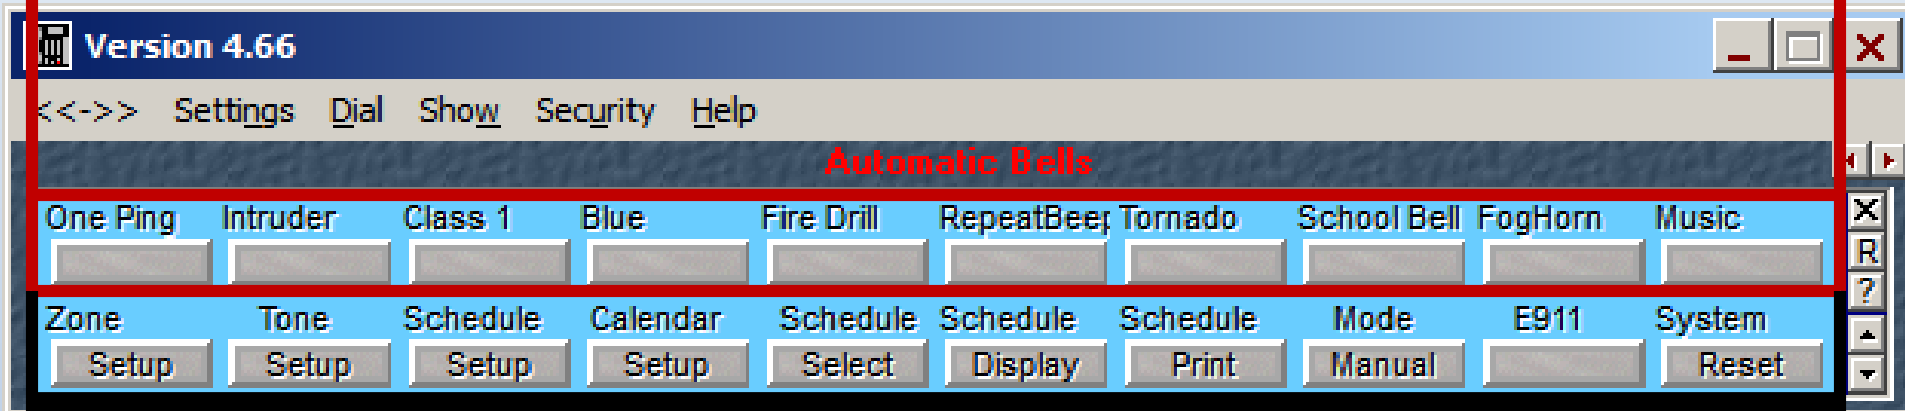 Version 4.66
<<->> Settings Dial Show Security Help
Automatic Bells
One Ping Intruder Class 1 Blue Fire Drill RepeatBeep Tornado School Bell FogHorn Music
X
R
?
Zone Tone Schedule Calendar Schedule Schedule Schedule Mode E911 System
Setup Setup Setup Setup Select Display Print Manual Reset